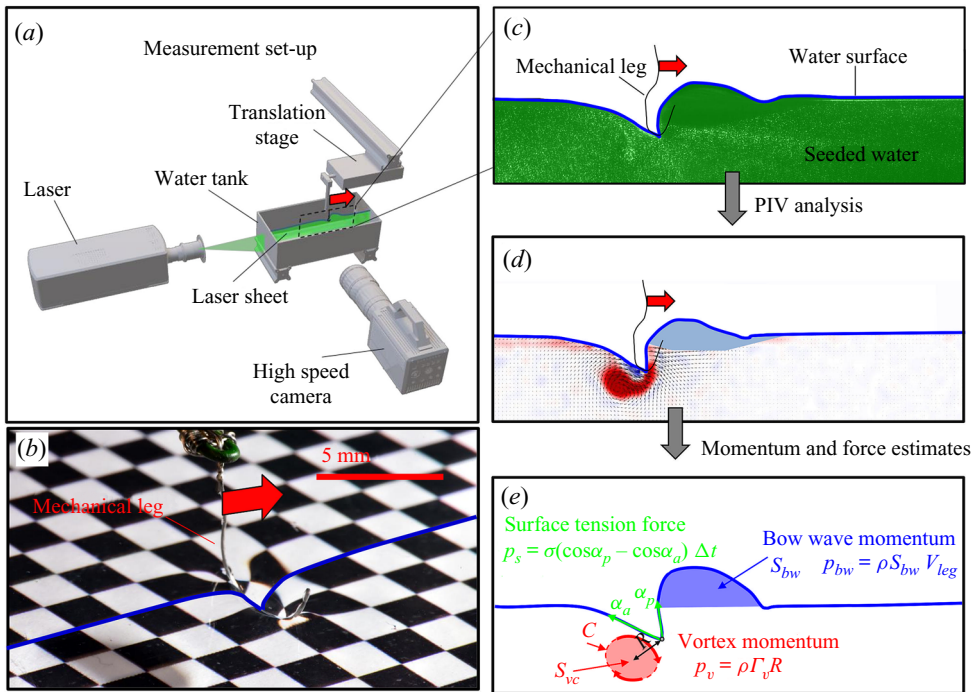 (a)
Measurement set-up
Translation
stage
Water tank
Laser
Laser sheet
High speed
camera
(b)
5 mm
Mechanical leg
(c)
Mechanical leg
Water surface
Seeded water
PIV analysis
(d)
Momentum and force estimates
(e)
Surface tension force
p_s = σ(cosα_p – cosα_a) Δt
Bow wave momentum
S_bw p_bw = ρS_bw V_leg
α_a
α_p
R
C
S_vc
Vortex momentum
p_v = ρΓ_v R